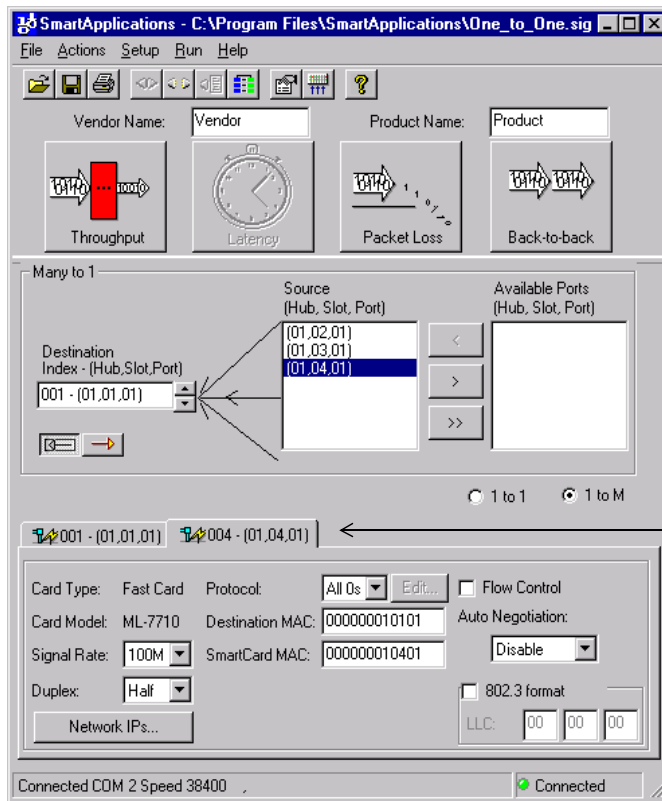 SmartApplications - C:\Program Files\SmartApplications\One_to_One.sig
File Actions Setup Run Help
Vendor Name: Vendor Product Name: Product
Throughput Latency Packet Loss Back-to-back
Many to 1
Source Available Ports
(Hub, Slot, Port) (Hub, Slot, Port)
(01,02,01)
(01,03,01)
(01,04,01)
Destination
Index - (Hub,Slot,Port)
001 - (01,01,01)
<
>
>>
1 to 1 1 to M
001 - (01,01,01) 004 - (01,04,01)
Card Type: Fast Card Protocol: All 0s Edit... Flow Control
Card Model: ML-7710 Destination MAC: 000000010101 Auto Negotiation:
Signal Rate: 100M SmartCard MAC: 000000010401 Disable
Duplex: Half 802.3 format
Network IPs... LLC: 00 00 00
Connected COM 2 Speed 38400 , Connected